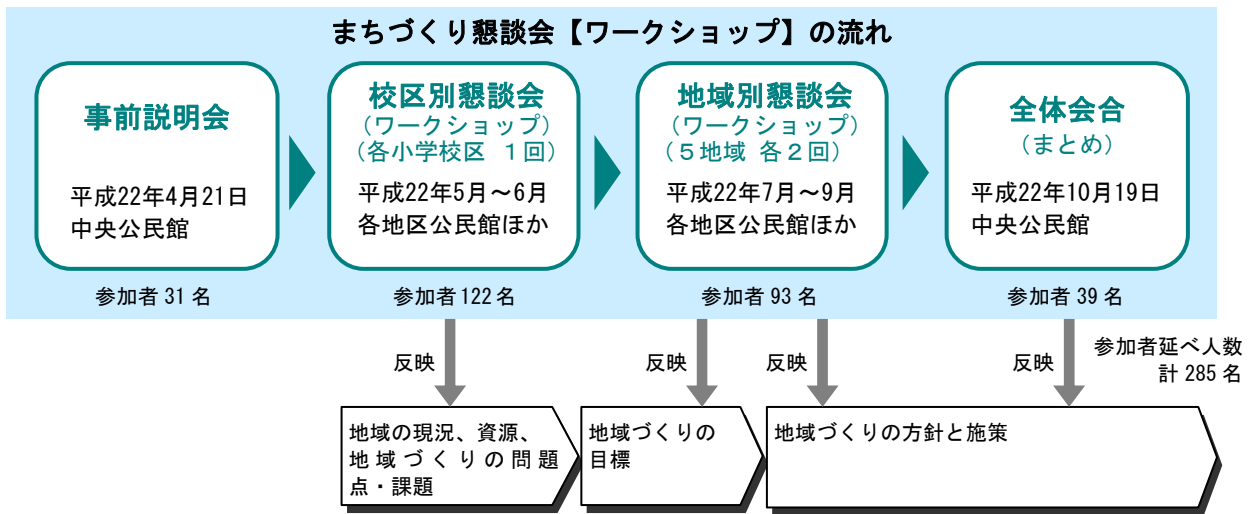 まちづくり懇談会【ワークショップ】の流れ
事前説明会
平成22年4月21日
中央公民館
参加者 31 名
校区別懇談会
(ワークショップ)
(各小学校区 1回)
平成22年5月～6月
各地区公民館ほか
参加者 122 名
地域別懇談会
(ワークショップ)
(5地域 各2回)
平成22年7月～9月
各地区公民館ほか
参加者 93 名
全体会合
(まとめ)
平成22年10月19日
中央公民館
参加者 39 名
参加者延べ人数
計 285 名
反映
反映
反映
反映
地域の現況、資源、
地域づくりの問題
点・課題
地域づくりの
目標
地域づくりの方針と施策